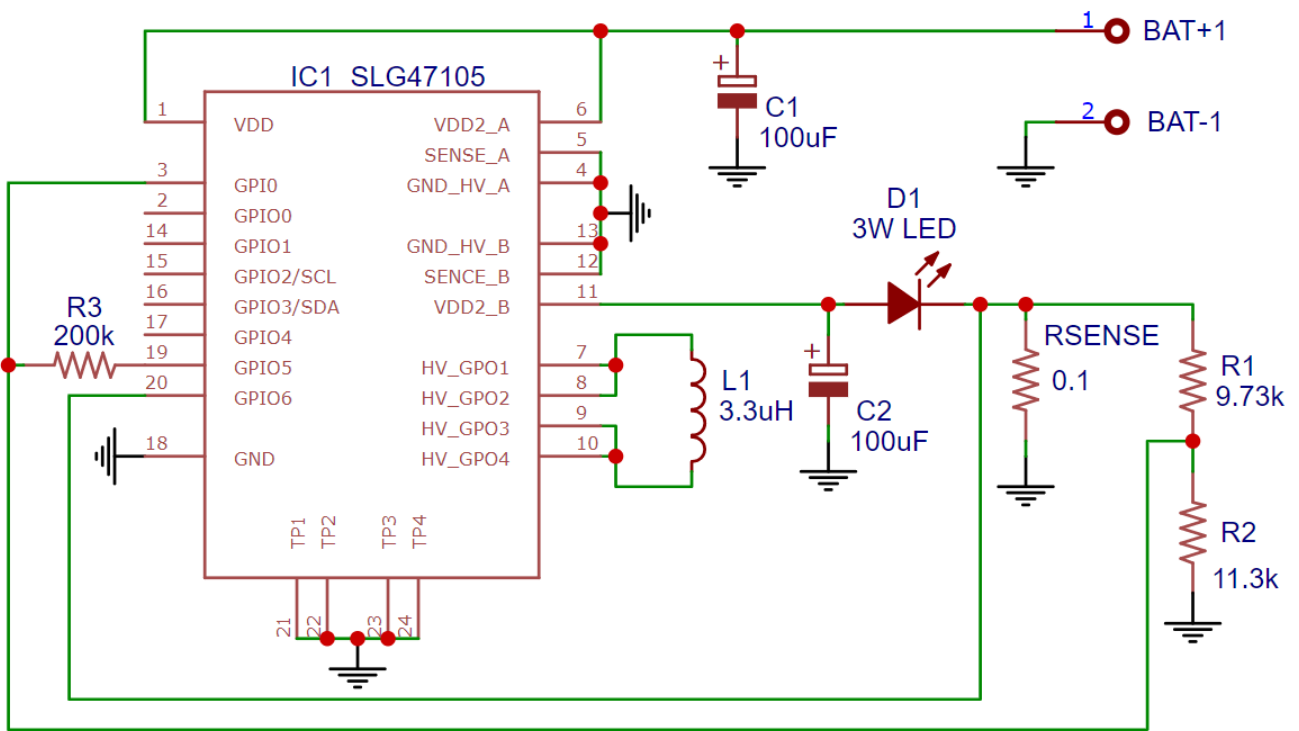 1 BAT+1
IC1 SLG47105
+
C1
100uF
2 BAT-1
1 VDD
3 GPI0
2 GPIO0
14 GPIO1
15 GPIO2/SCL
16 GPIO3/SDA
17 GPIO4
19 GPIO5
20 GPIO6
18 GND
VDD2_A 6
SENSE_A 5
GND_HV_A 4
GND_HV_B 13
SENCE_B 12
VDD2_B 11
HV_GPO1 7
HV_GPO2 8
HV_GPO3 9
HV_GPO4 10
TP1
TP2
TP3
TP4
21
22
23
24
R3
200k
D1
3W LED
L1
3.3uH
+
C2
100uF
RSENSE
0.1
R1
9.73k
R2
11.3k